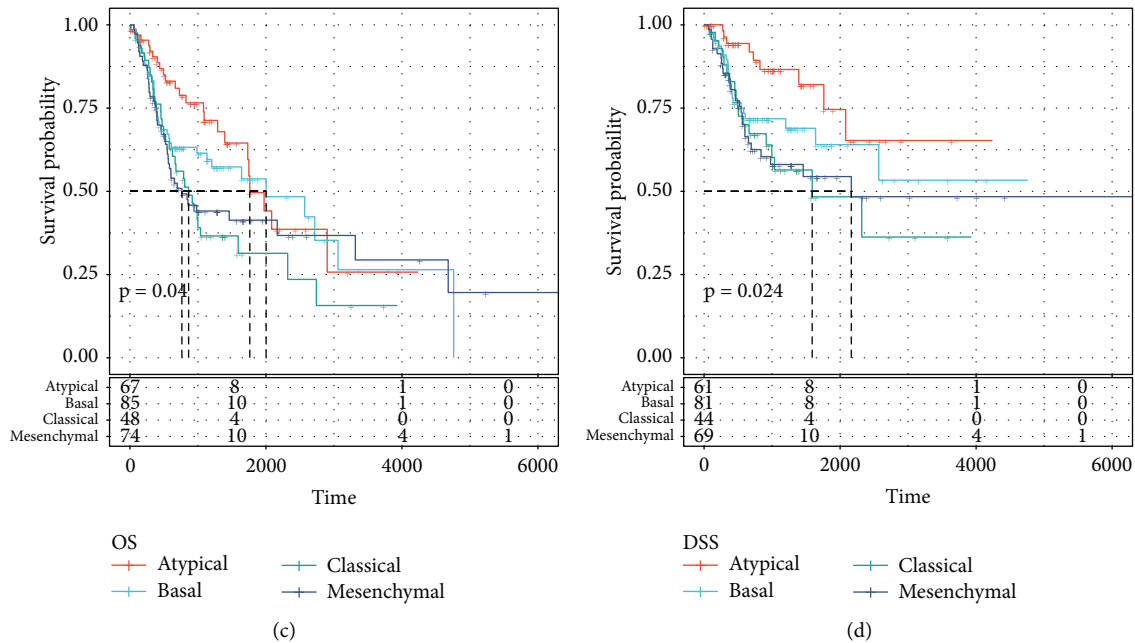 1.00
0.75
0.50
0.25
0.00
Survival probability
p = 0.04
Atypical 67 8 1 0
Basal 85 10 1 0
Classical 48 4 0 0
Mesenchymal 74 10 4 1
0 2000 4000 6000
Time
OS
Atypical Classical
Basal Mesenchymal
(c)
1.00
0.75
0.50
0.25
0.00
Survival probability
p = 0.024
Atypical 61 8 1 0
Basal 81 8 1 0
Classical 44 4 0 0
Mesenchymal 69 10 4 1
0 2000 4000 6000
Time
DSS
Atypical Classical
Basal Mesenchymal
(d)